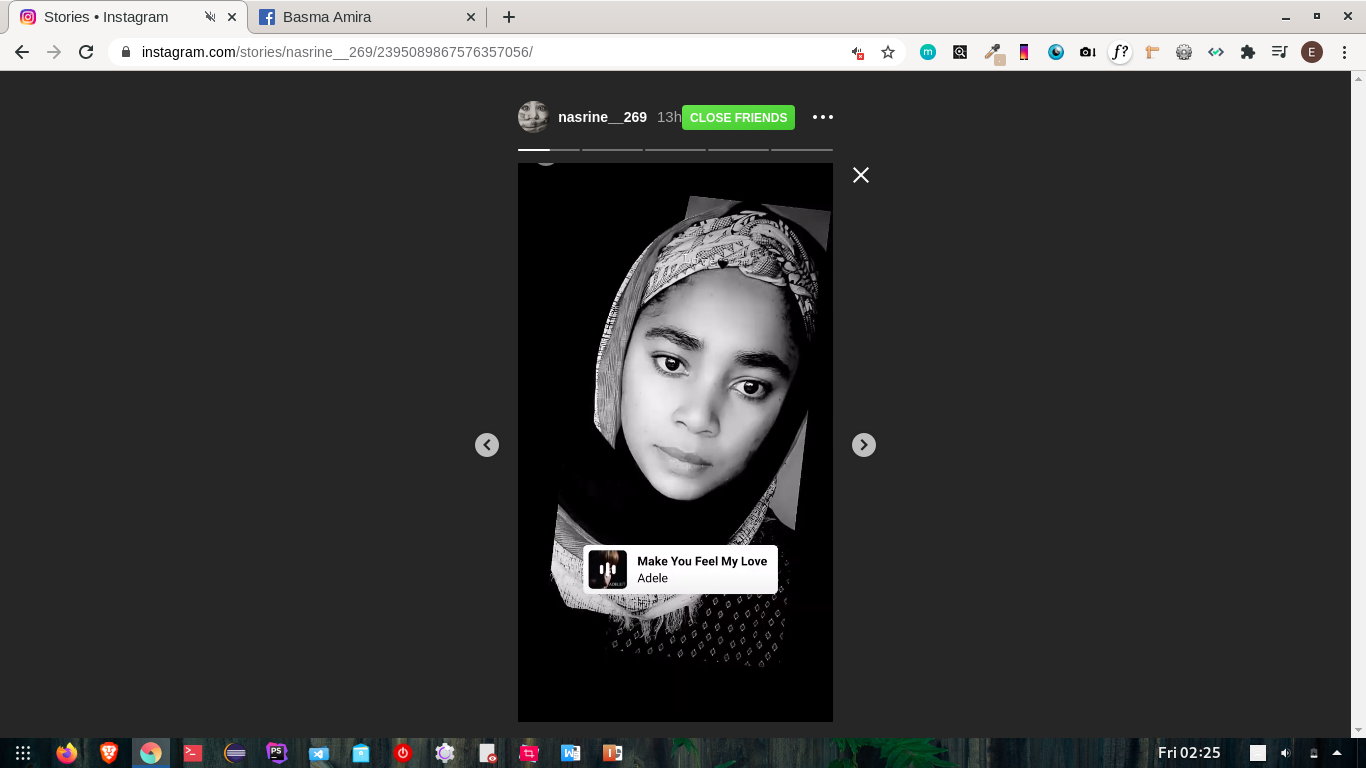 Stories • Instagram
Basma Amira
instagram.com/stories/nasrine__269/2395089867576357056/
m
f?
E
nasrine__269 13h CLOSE FRIENDS
Make You Feel My Love
Adele
PS
W
Fri 02:25